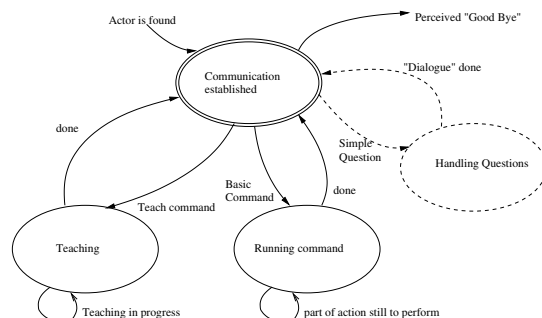 Actor is found
Perceived "Good Bye"
Communication
established
"Dialogue" done
done
Simple
Question
Handling Questions
Teach command
Basic
Command
done
Teaching
Running command
Teaching in progress
part of action still to perform